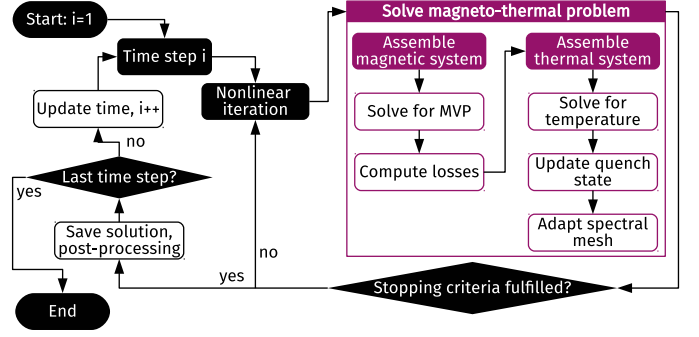 Start: i=1
Time step i
Nonlinear
iteration
Update time, i++
no
Last time step?
yes
Save solution,
post-processing
End
Solve magneto-thermal problem
Assemble
magnetic system
Solve for MVP
Compute losses
Assemble
thermal system
Solve for
temperature
Update quench
state
Adapt spectral
mesh
Stopping criteria fulfilled?
no
yes